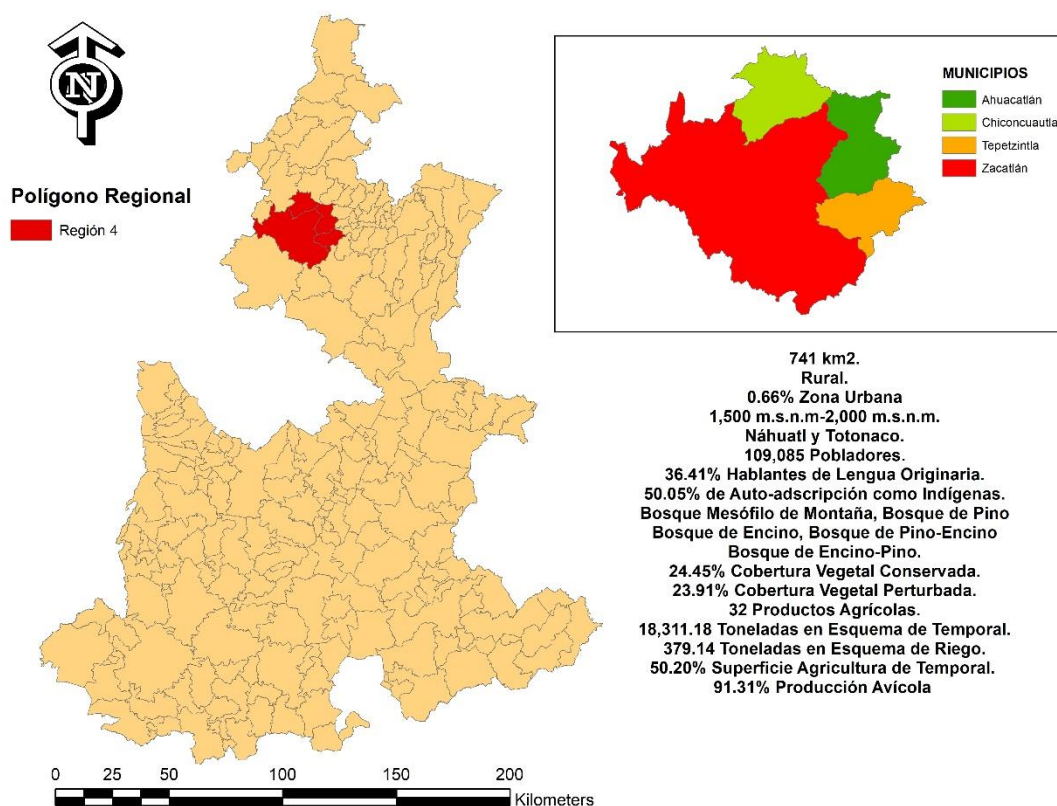 N
Polígono Regional
Región 4
MUNICIPIOS
Ahuacatlán
Chiconcuautla
Tepetzintla
Zacatlán
741 km2.
Rural.
0.66% Zona Urbana
1,500 m.s.n.m-2,000 m.s.n.m.
Náhuatl y Totonaco.
109,085 Pobladores.
36.41% Hablantes de Lengua Originaria.
50.05% de Auto-adscripción como Indígenas.
Bosque Mesófilo de Montaña, Bosque de Pino
Bosque de Encino, Bosque de Pino-Encino
Bosque de Encino-Pino.
24.45% Cobertura Vegetal Conservada.
23.91% Cobertura Vegetal Perturbada.
32 Productos Agrícolas.
18,311.18 Toneladas en Esquema de Temporal.
379.14 Toneladas en Esquema de Riego.
50.20% Superficie Agricultura de Temporal.
91.31% Producción Avícola
0 25 50 100 150 200
Kilometers